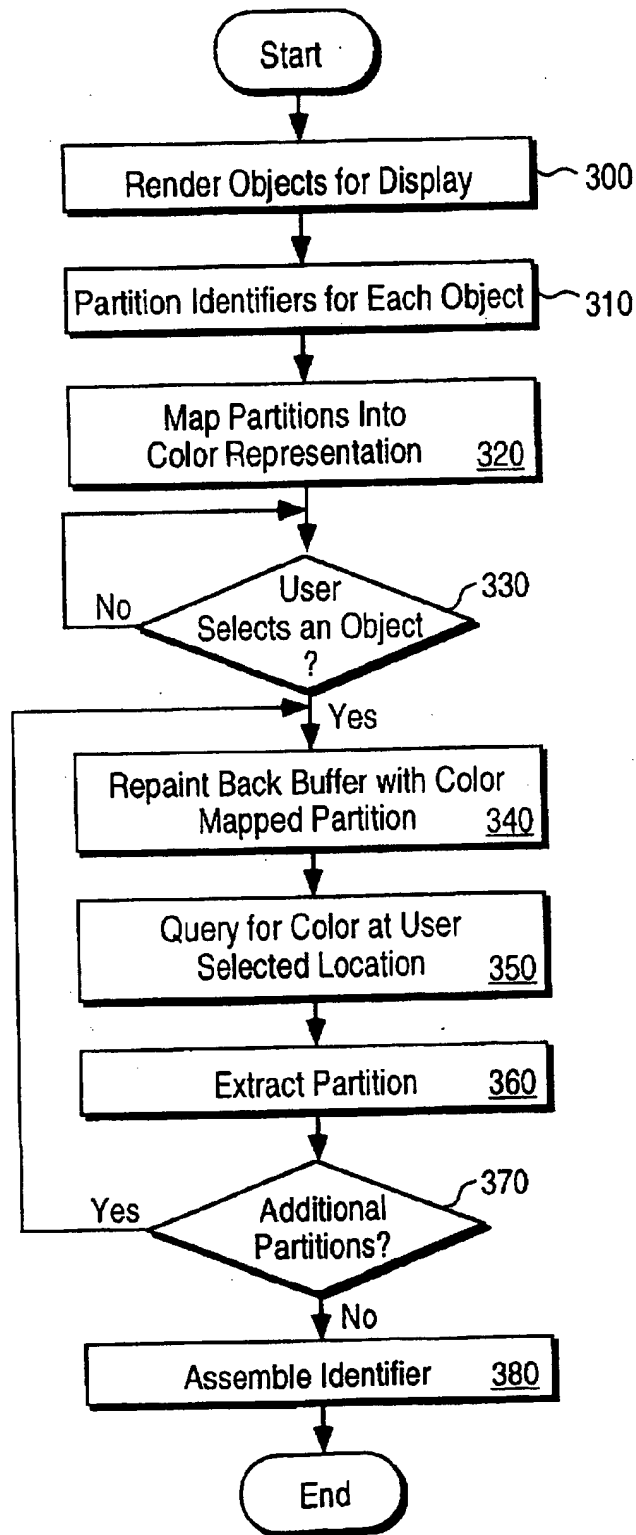 Start
Render Objects for Display
300
Partition Identifiers for Each Object
310
Map Partitions Into
Color Representation 320
User
330
No
Selects an Object
?
Yes
Repaint Back Buffer with Color
Mapped Partition 340
Query for Color at User
Selected Location 350
Extract Partition 360
370
Yes
Additional
Partitions?
No
Assemble Identifier 380
End